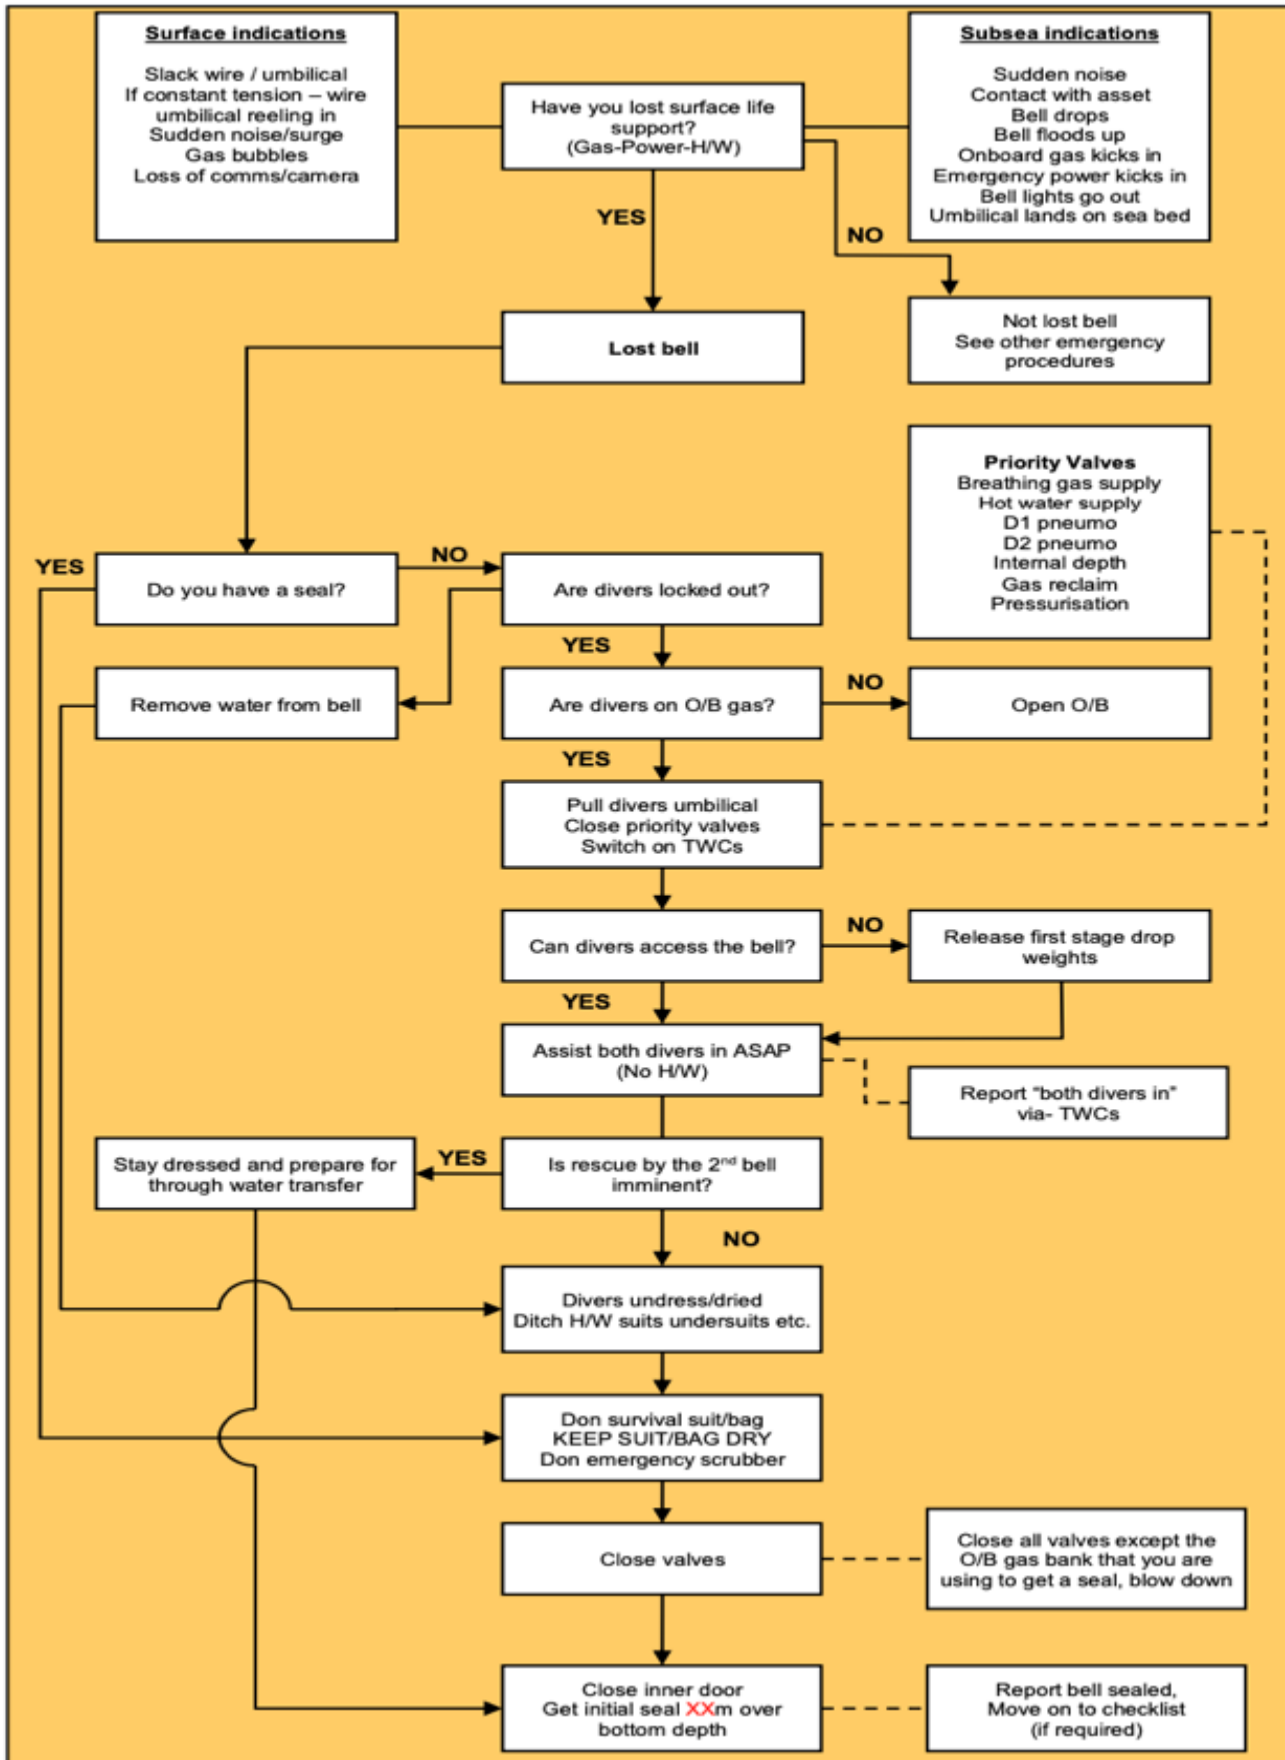 Surface indications
Slack wire / umbilical
If constant tension – wire
umbilical reeling in
Sudden noise/surge
Gas bubbles
Loss of comms/camera
Have you lost surface life
support?
(Gas-Power-H/W)
Subsea indications
Sudden noise
Contact with asset
Bell drops
Bell floods up
Onboard gas kicks in
Emergency power kicks in
Bell lights go out
Umbilical lands on sea bed
YES
NO
Lost bell
Not lost bell
See other emergency
procedures
Priority Valves
Breathing gas supply
Hot water supply
D1 pneumo
D2 pneumo
Internal depth
Gas reclaim
Pressurisation
YES
Do you have a seal?
NO
Are divers locked out?
YES
Remove water from bell
Are divers on O/B gas?
NO
Open O/B
YES
Pull divers umbilical
Close priority valves
Switch on TWCs
Can divers access the bell?
NO
Release first stage drop
weights
YES
Assist both divers in ASAP
(No H/W)
Report “both divers in”
via- TWCs
Stay dressed and prepare for
through water transfer
YES
Is rescue by the 2nd bell
imminent?
NO
Divers undress/dried
Ditch H/W suits undersuits etc.
Don survival suit/bag
KEEP SUIT/BAG DRY
Don emergency scrubber
Close valves
Close all valves except the
O/B gas bank that you are
using to get a seal, blow down
Close inner door
Get initial seal XXm over
bottom depth
Report bell sealed,
Move on to checklist
(if required)